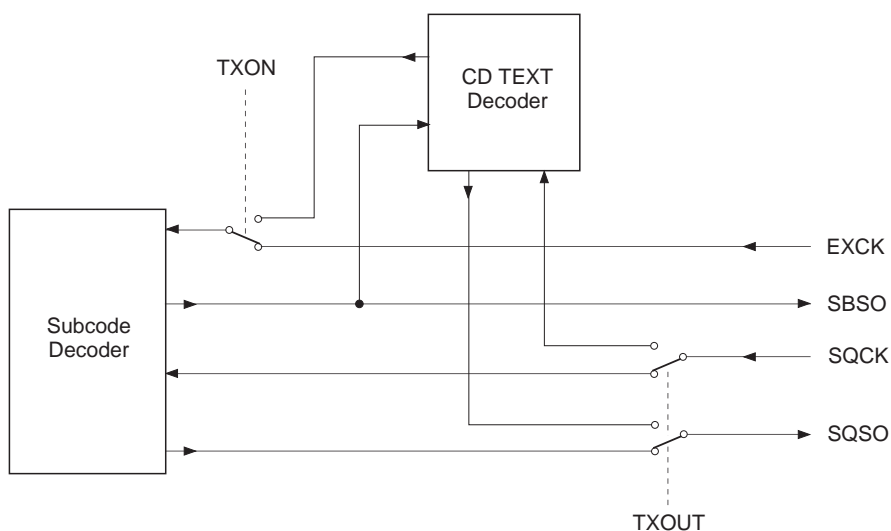 TXON
CD TEXT
Decoder
EXCK
SBSO
Subcode
Decoder
SQCK
SQSO
TXOUT